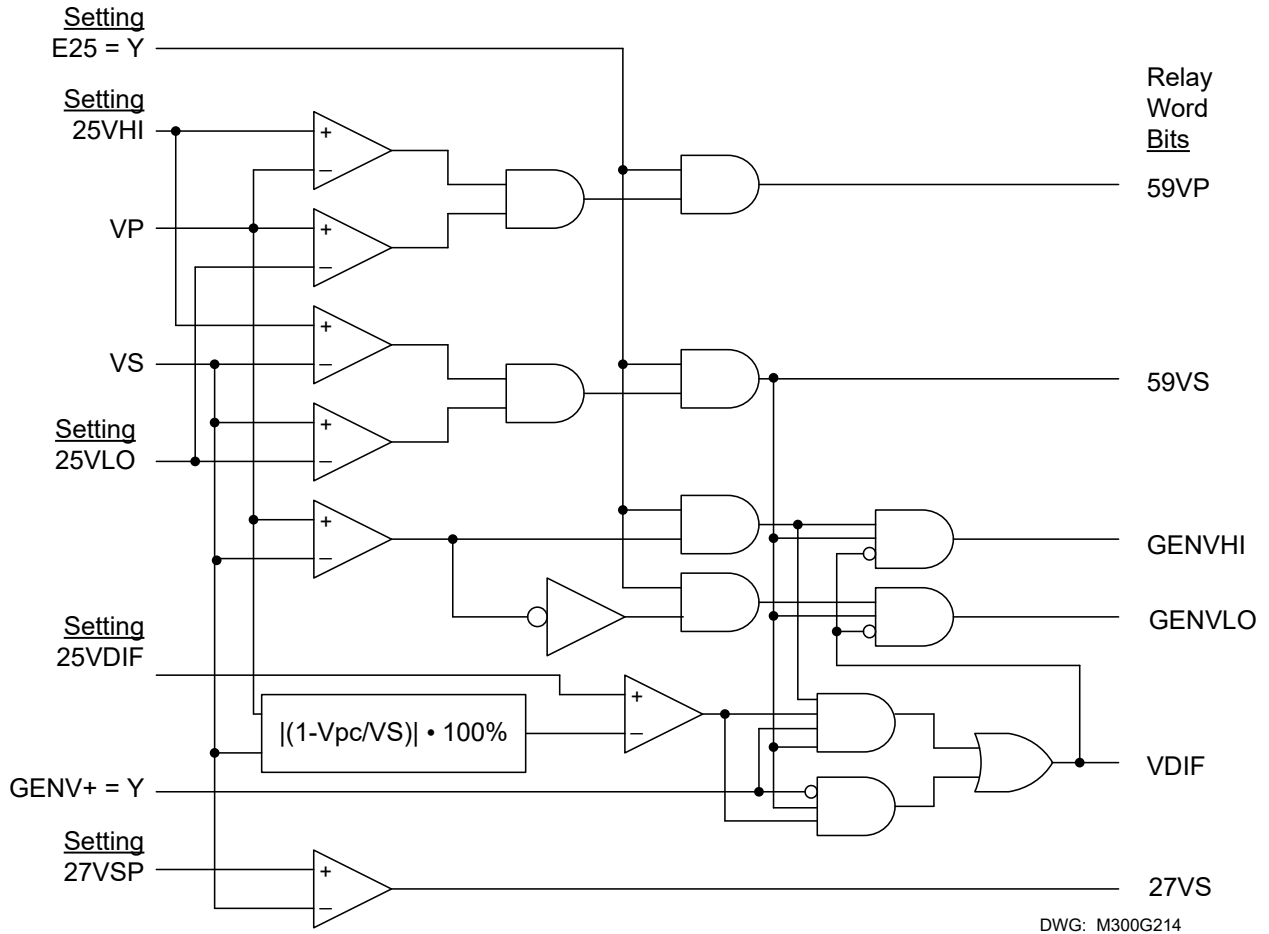 Setting
E25 = Y
Relay
Word
Bits
Setting
25VHI
+
−
59VP
VP
+
−
+
VS
−
59VS
Setting
+
25VLO
−
+
−
GENVHI
GENVLO
Setting
25VDIF
+
|(1-Vpc/VS)| • 100%
−
VDIF
GENV+ = Y
Setting
27VSP
+
−
27VS
DWG: M300G214